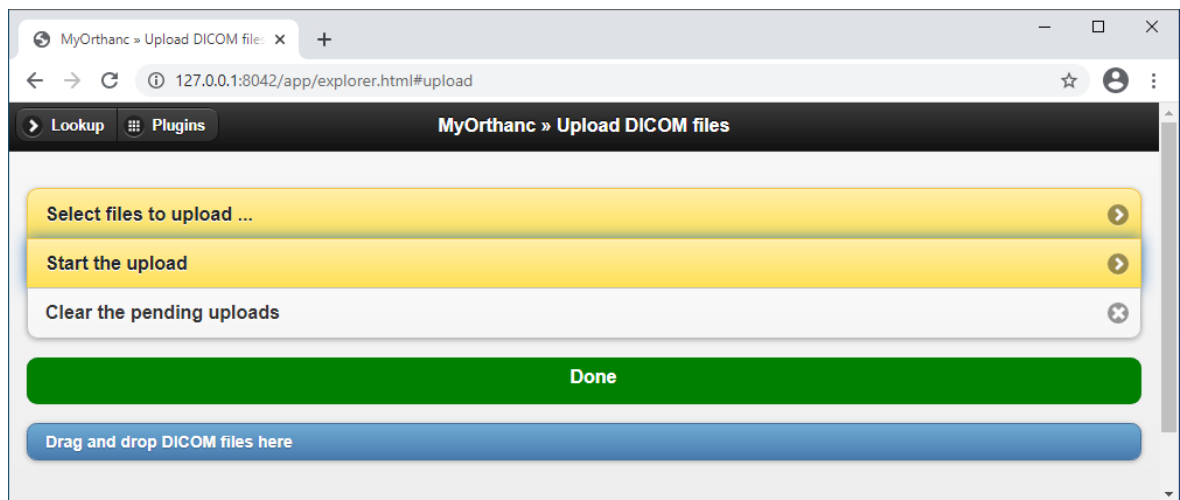 MyOrthanc » Upload DICOM file
127.0.0.1:8042/app/explorer.html#upload
Lookup Plugins MyOrthanc » Upload DICOM files
Select files to upload ...
Start the upload
Clear the pending uploads
Done
Drag and drop DICOM files here